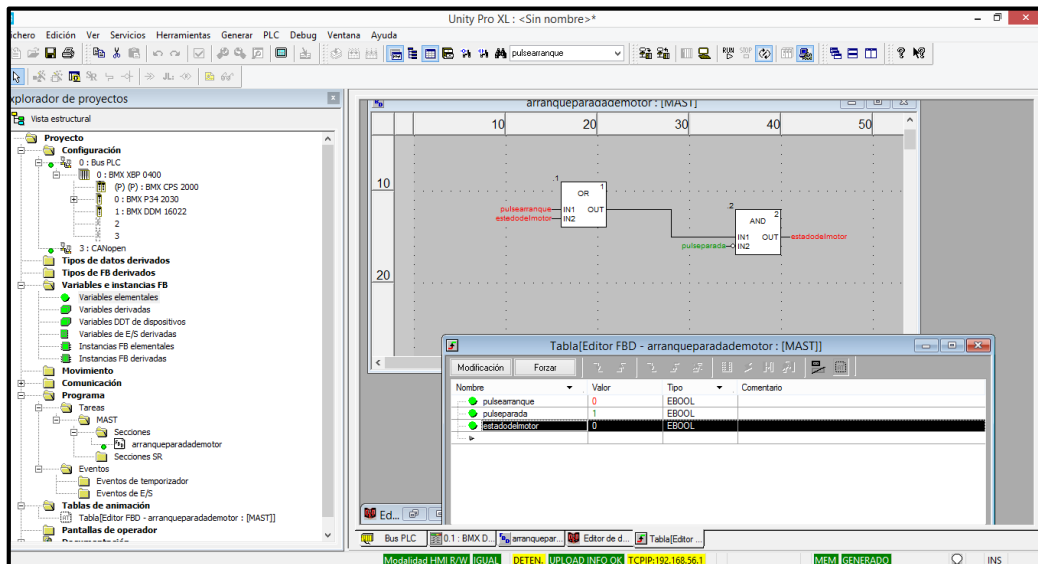 Unity Pro XL : <Sin nombre>*
ichero Edición Ver Servicios Herramientas Generar PLC Debug Ventana Ayuda
pulsearranque
RUN STOP
xplorador de proyectos
Vista estructural
Proyecto
Configuración
0 : Bus PLC
0 : BMX XBP 0400
(P) (P) : BMX CPS 2000
0 : BMX P34 2030
1 : BMX DDM 16022
2
3
3 : CANopen
Tipos de datos derivados
Tipos de FB derivados
Variables e instancias FB
Variables elementales
Variables derivadas
Variables DDT de dispositivos
Variables de E/S derivadas
Instancias FB elementales
Instancias FB derivadas
Movimiento
Comunicación
Programa
Tareas
MAST
Secciones
arranqueparadademotor
Secciones SR
Eventos
Eventos de temporizador
Eventos de E/S
Tablas de animación
Tabla[Editor FBD - arranqueparadademotor : [MAST]]
Pantallas de operador
Documentación
arranqueparadademotor : [MAST]
10 20 30 40 50
10
20
.1
OR 1
pulsearranque IN1 OUT
estedodelmotor IN2
.2
AND 2
IN1 OUT estadodelmotor
pulseparada IN2
Tabla[Editor FBD - arranqueparadademotor : [MAST]]
Modificación Forzar
Nombre Valor Tipo Comentario
pulsearranque 0 EBOOL
pulseparada 1 EBOOL
estadodelmotor 0 EBOOL
Ed...
Bus PLC 0.1 : BMX D... arranquepar... Editor de d... Tabla[Editor ...
Modalidad HMI R/W IGUAL DETEN. UPLOAD INFO OK TCPIP:192.168.56.1 MEM GENERADO INS